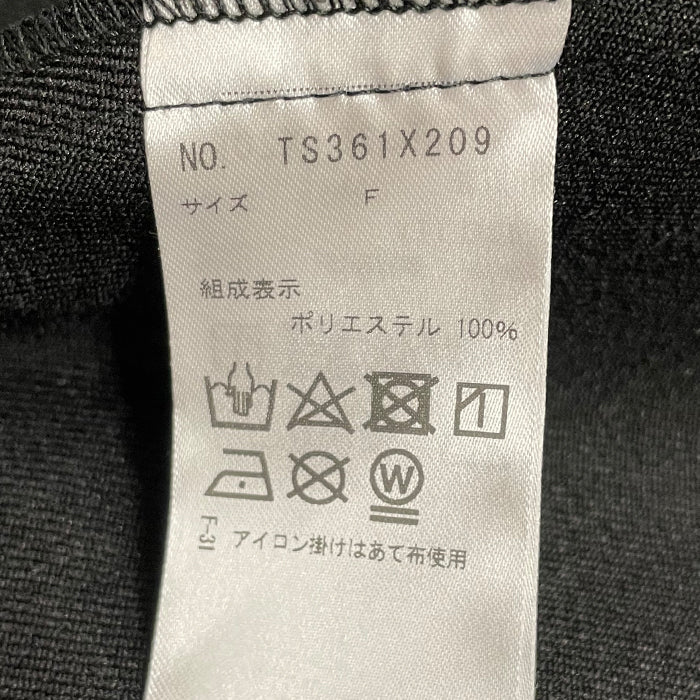 NO. TS361X209
サイズ F
組成表示
ポリエステル 100%
W
アイロン掛けはあて布使用